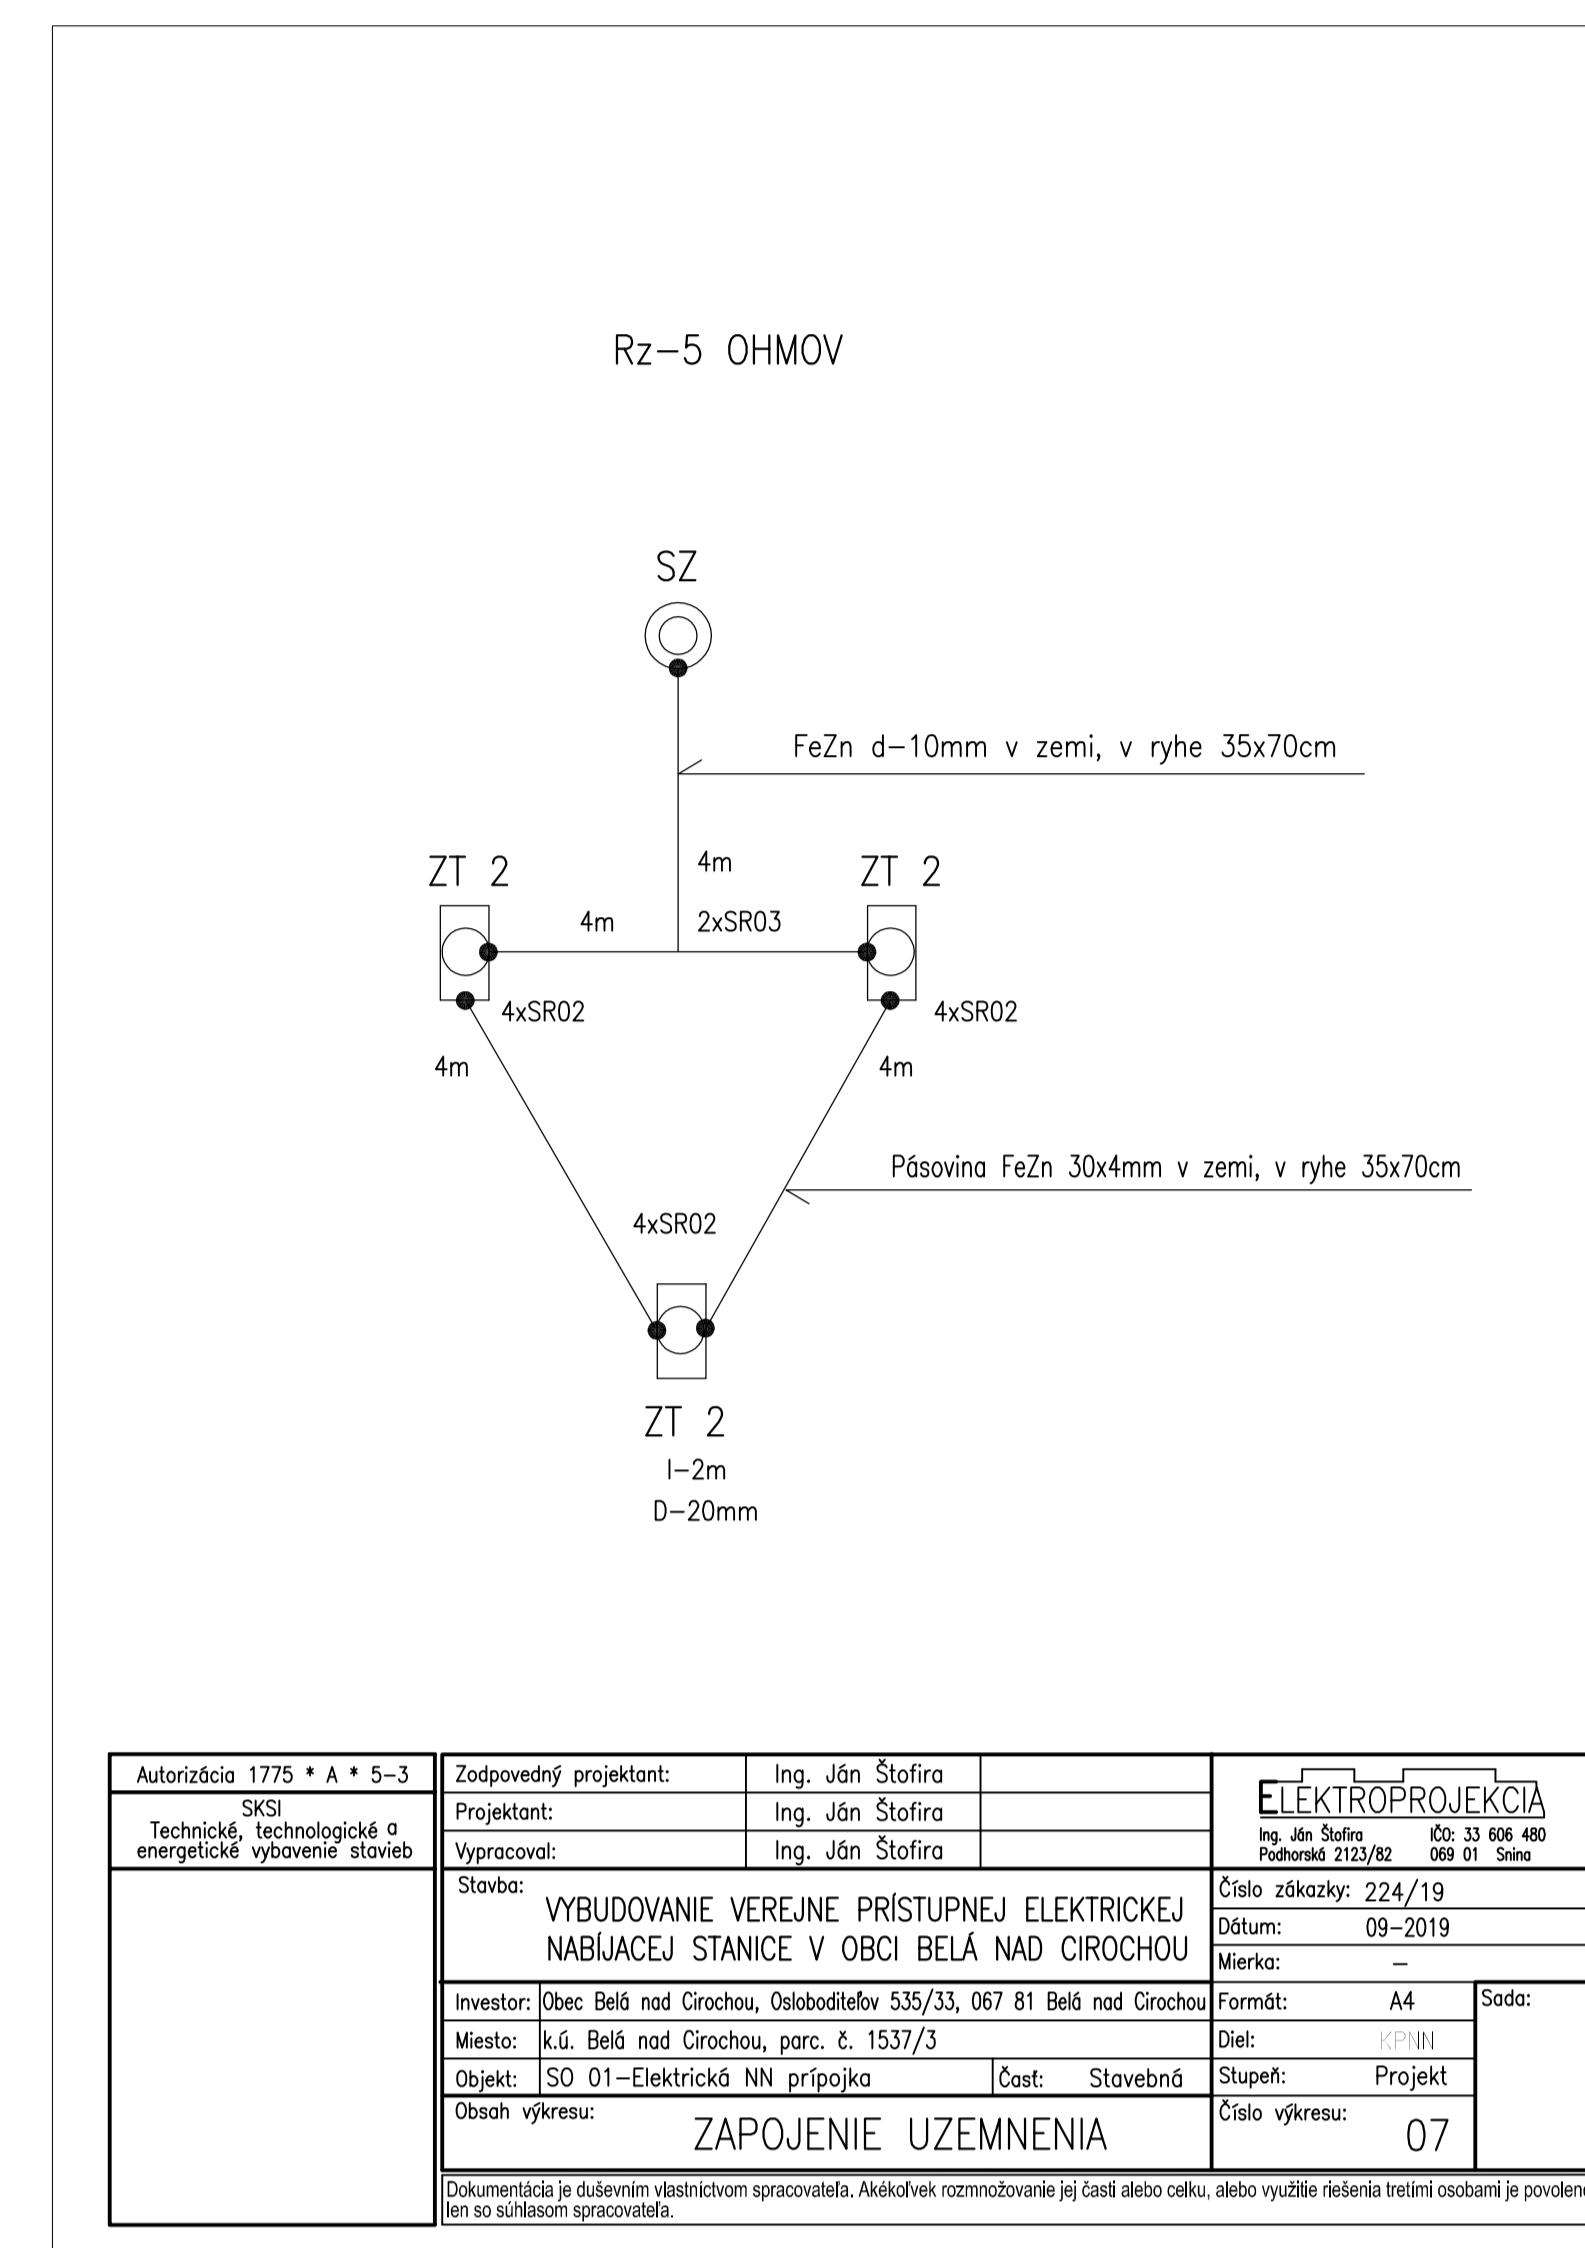 Rz-5 OHMOV
SZ
FeZn d-10mm v zemi, v ryhe 35x70cm
ZT 2
4m
ZT 2
4m
2xSR03
4xSR02
4xSR02
4m
4m
Pásovina FeZn 30x4mm v zemi, v ryhe 35x70cm
4xSR02
ZT 2
l-2m
D-20mm
Autorizácia 1775 * A * 5-3
SKSI
Technické, technologické a
energetické vybavenie stavieb
Zodpovedný projektant: Ing. Ján Štofira
Projektant: Ing. Ján Štofira
Vypracoval: Ing. Ján Štofira
ELEKTROPROJEKCIA
Ing. Ján Štofira IČO: 33 606 480
Podhorská 2123/82 069 01 Snina
Stavba:
VYBUDOVANIE VEREJNE PRÍSTUPNEJ ELEKTRICKEJ
NABÍJACEJ STANICE V OBCI BELÁ NAD CIROCHOU
Číslo zákazky: 224/19
Dátum: 09-2019
Mierka: -
Investor: Obec Belá nad Cirochou, Osloboditeľov 535/33, 067 81 Belá nad Cirochou
Formát: A4
Sada:
Miesto: k.ú. Belá nad Cirochou, parc. č. 1537/3
Diel: KPNN
Objekt: SO 01-Elektrická NN prípojka
Časť: Stavebná
Stupeň: Projekt
Obsah výkresu:
ZAPOJENIE UZEMNENIA
Číslo výkresu:
07
Dokumentácia je duševním vlastníctvom spracovateľa. Akékoľvek rozmnožovanie jej časti alebo celku, alebo využitie riešenia tretími osobami je povolené
len so súhlasom spracovateľa.